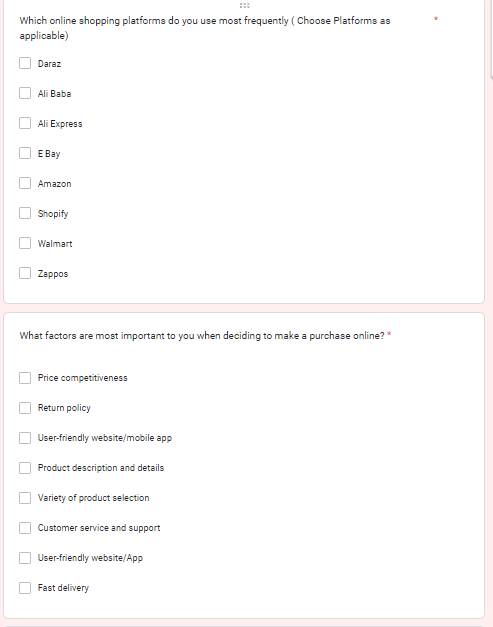 Which online shopping platforms do you use most frequently ( Choose Platforms as *
applicable)
Daraz
Ali Baba
Ali Express
E Bay
Amazon
Shopify
Walmart
Zappos
What factors are most important to you when deciding to make a purchase online? *
Price competitiveness
Return policy
User-friendly website/mobile app
Product description and details
Variety of product selection
Customer service and support
User-friendly website/App
Fast delivery